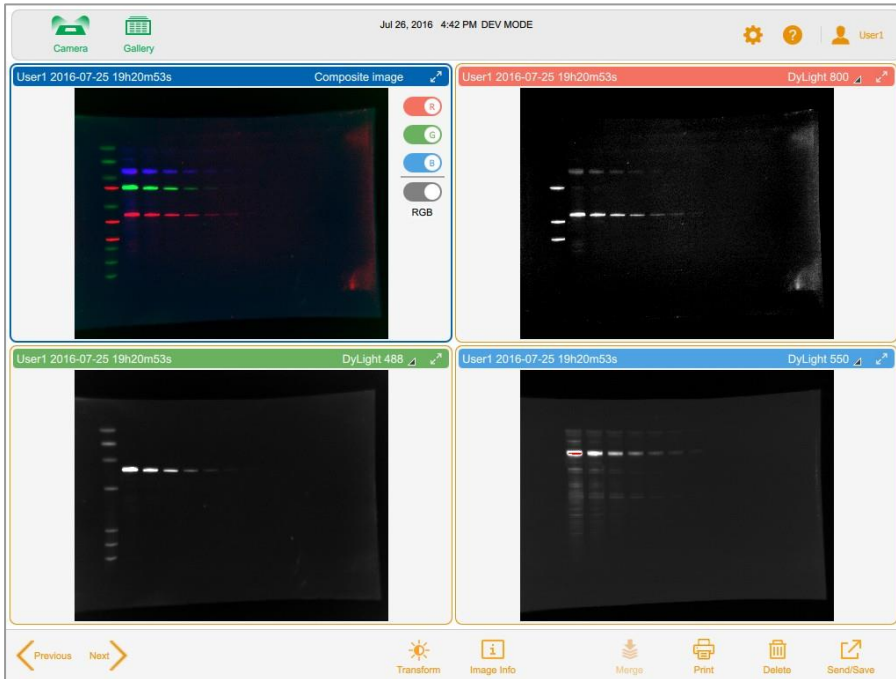 Jul 26, 2016 4:42 PM DEV MODE
Camera
Gallery
User1
User1 2016-07-25 19h20m53s Composite image
R
G
B
RGB
User1 2016-07-25 19h20m53s DyLight 800
User1 2016-07-25 19h20m53s DyLight 488
User1 2016-07-25 19h20m53s DyLight 550
Previous
Next
Transform
Image Info
Merge
Print
Delete
Send/Save